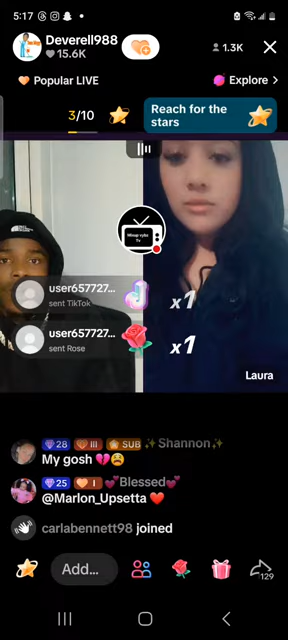 5:17
Deverell988
15.6K
1.3K
Popular LIVE
Explore >
3/10
Reach for the stars
user657727...
sent TikTok
x1
user657727...
sent Rose
x1
Laura
28 III SUB ✨Shannon✨
My gosh 💔😫
25 I 💕Blessed💕
@Marlon_Upsetta ❤️
carlabennett98 joined
Add...
129